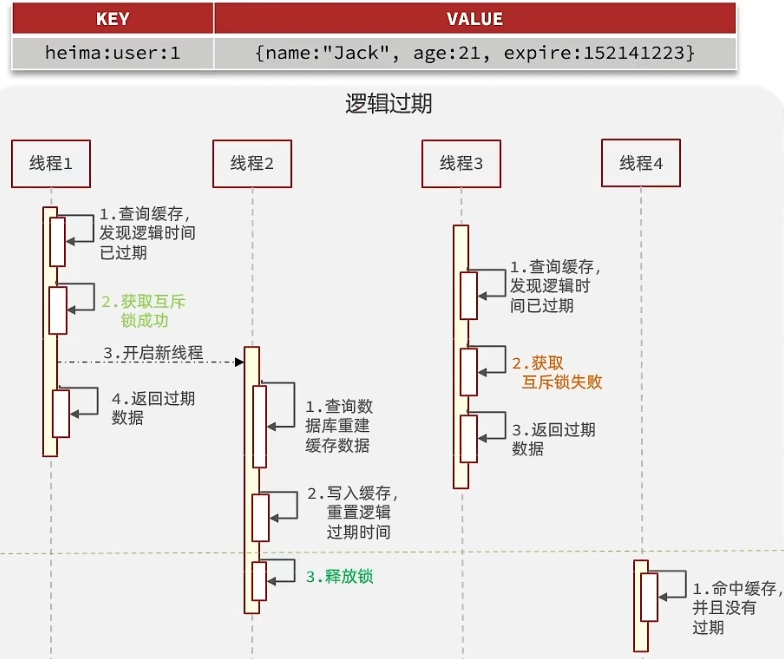 KEY VALUE
heima:user:1 {name:"Jack", age:21, expire:152141223}
逻辑过期
线程1
线程2
线程3
线程4
1.查询缓存，
发现逻辑时间
已过期
2.获取互斥
锁成功
3.开启新线程
4.返回过期
数据
1.查询数
据库重建
缓存数据
2.写入缓存，
重置逻辑
过期时间
3.释放锁
1.查询缓存，
发现逻辑时
间已过期
2.获取
互斥锁失败
3.返回过期
数据
1.命中缓存，
并且没有
过期